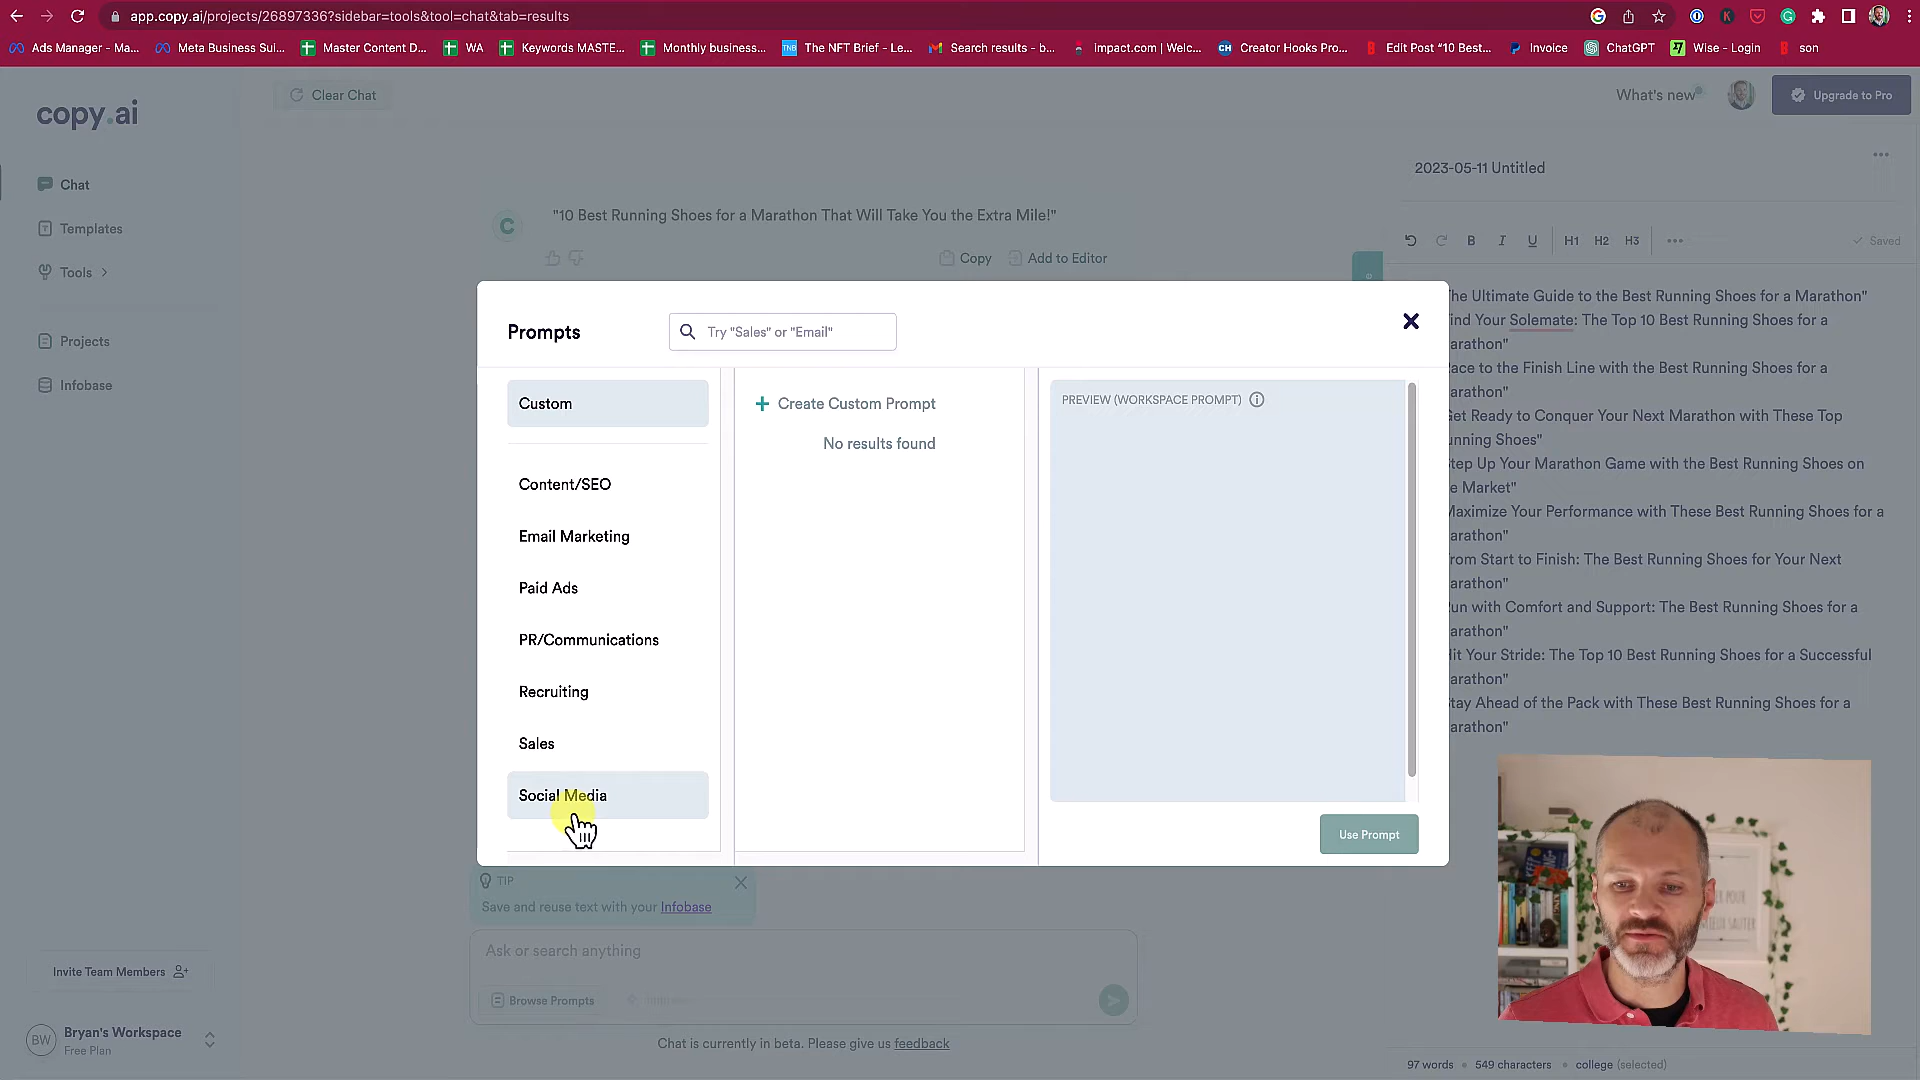 app.copy.ai/projects/26897336?sidebar=tools&tool=chat&tab=results
Ads Manager - Ma...
Meta Business Sui...
Master Content D...
WA
Keywords MASTE...
Monthly business...
The NFT Brief - Le...
Search results - b...
impact.com | Welc...
Creator Hooks Pro...
Edit Post "10 Best...
Invoice
ChatGPT
Wise - Login
son
copy.ai
Clear Chat
What's new
Upgrade to Pro
Chat
Templates
Tools
Projects
Infobase
"10 Best Running Shoes for a Marathon That Will Take You the Extra Mile!"
Copy
Add to Editor
Prompts
Try "Sales" or "Email"
Custom
Content/SEO
Email Marketing
Paid Ads
PR/Communications
Recruiting
Sales
Social Media
Create Custom Prompt
No results found
PREVIEW (WORKSPACE PROMPT)
Use Prompt
TIP
Save and reuse text with your Infobase
Ask or search anything
Browse Prompts
Chat is currently in beta. Please give us feedback
Invite Team Members
BW
Bryan's Workspace
Free Plan
2023-05-11 Untitled
B I U H1 H2 H3
Saved
he Ultimate Guide to the Best Running Shoes for a Marathon"
ind Your Solemate: The Top 10 Best Running Shoes for a
arathon"
ace to the Finish Line with the Best Running Shoes for a
arathon"
Get Ready to Conquer Your Next Marathon with These Top
unning Shoes"
tep Up Your Marathon Game with the Best Running Shoes on
e Market"
Maximize Your Performance with These Best Running Shoes for a
arathon"
rom Start to Finish: The Best Running Shoes for Your Next
arathon"
un with Comfort and Support: The Best Running Shoes for a
arathon"
Hit Your Stride: The Top 10 Best Running Shoes for a Successful
arathon"
tay Ahead of the Pack with These Best Running Shoes for a
arathon"
97 words
549 characters
college (selected)